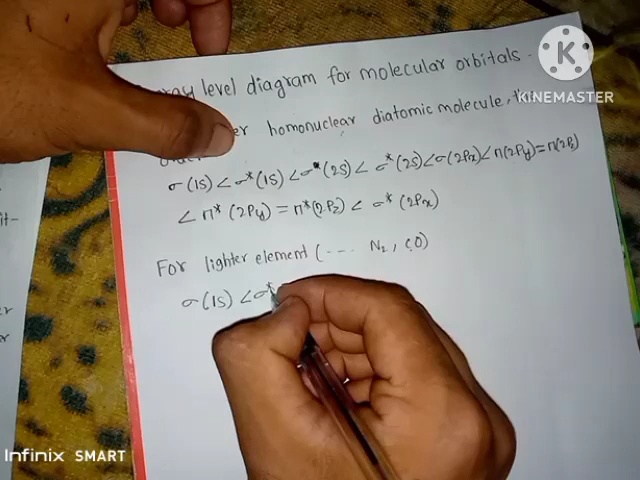 level diagram for molecular orbitals.
homonuclear diatomic molecule,
σ(1S) < σ*(1S) < σ*(2S) < σ*(2S) < σ(2Px) < π(2Py) = π(2Pz)
< π*(2Py) = π*(2Pz) < σ*(2Px)
For lighter element (---- N2, CO)
σ(1S) < σ*
KINEMASTER
Infinix SMART